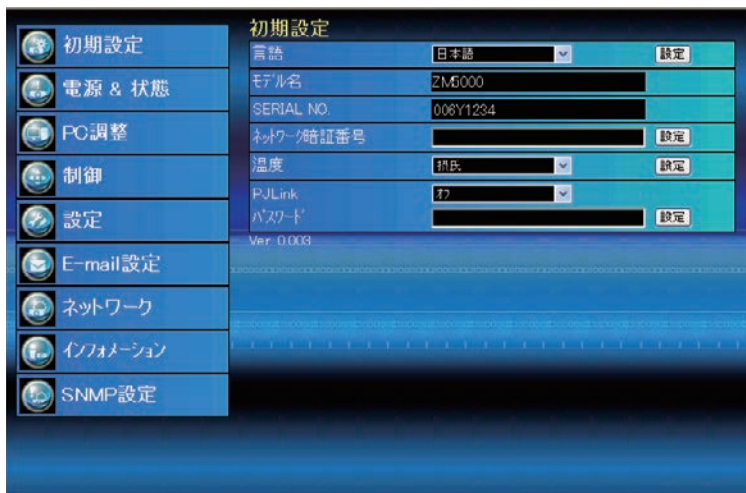 初期設定
電源 & 状態
PC調整
制御
設定
E-mail設定
ネットワーク
インフォメーション
SNMP設定
初期設定
言語 日本語 設定
モデル名 ZM5000
SERIAL NO. 006Y1234
ネットワーク暗証番号 設定
温度 摂氏 設定
PJLink オフ
パスワード 設定
Ver 0.003